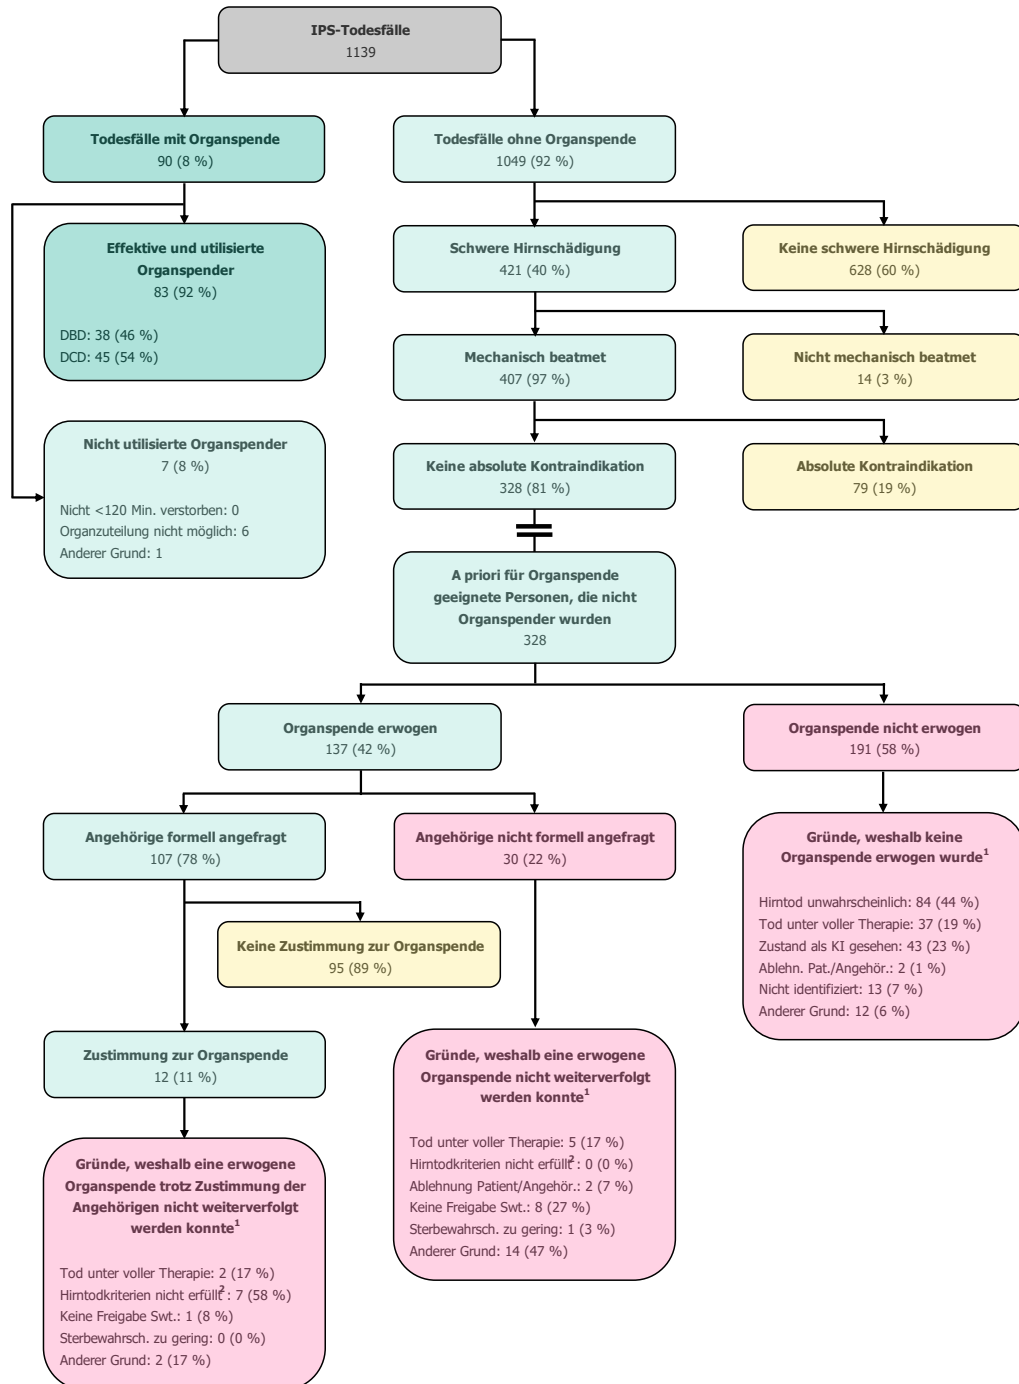 IPS-Todesfälle
1139
Todesfälle mit Organspende
90 (8 %)
Todesfälle ohne Organspende
1049 (92 %)
Effektive und utilisierte
Organspender
83 (92 %)
DBD: 38 (46 %)
DCD: 45 (54 %)
Schwere Hirnschädigung
421 (40 %)
Keine schwere Hirnschädigung
628 (60 %)
Mechanisch beatmet
407 (97 %)
Nicht mechanisch beatmet
14 (3 %)
Nicht utilisierte Organspender
7 (8 %)
Nicht <120 Min. verstorben: 0
Organzuteilung nicht möglich: 6
Anderer Grund: 1
Keine absolute Kontraindikation
328 (81 %)
Absolute Kontraindikation
79 (19 %)
A priori für Organspende
geeignete Personen, die nicht
Organspender wurden
328
Organspende erwogen
137 (42 %)
Organspende nicht erwogen
191 (58 %)
Angehörige formell angefragt
107 (78 %)
Angehörige nicht formell angefragt
30 (22 %)
Gründe, weshalb keine
Organspende erwogen wurde¹
Hirntod unwahrscheinlich: 84 (44 %)
Tod unter voller Therapie: 37 (19 %)
Zustand als KI gesehen: 43 (23 %)
Ablehn. Pat./Angehör.: 2 (1 %)
Nicht identifiziert: 13 (7 %)
Anderer Grund: 12 (6 %)
Keine Zustimmung zur Organspende
95 (89 %)
Zustimmung zur Organspende
12 (11 %)
Gründe, weshalb eine erwogene
Organspende nicht weiterverfolgt
werden konnte¹
Tod unter voller Therapie: 5 (17 %)
Hirntodkriterien nicht erfüllt²: 0 (0 %)
Ablehnung Patient/Angehör.: 2 (7 %)
Keine Freigabe Swt.: 8 (27 %)
Sterbewahrsch. zu gering: 1 (3 %)
Anderer Grund: 14 (47 %)
Gründe, weshalb eine erwogene
Organspende trotz Zustimmung der
Angehörigen nicht weiterverfolgt
werden konnte¹
Tod unter voller Therapie: 2 (17 %)
Hirntodkriterien nicht erfüllt²: 7 (58 %)
Keine Freigabe Swt.: 1 (8 %)
Sterbewahrsch. zu gering: 0 (0 %)
Anderer Grund: 2 (17 %)